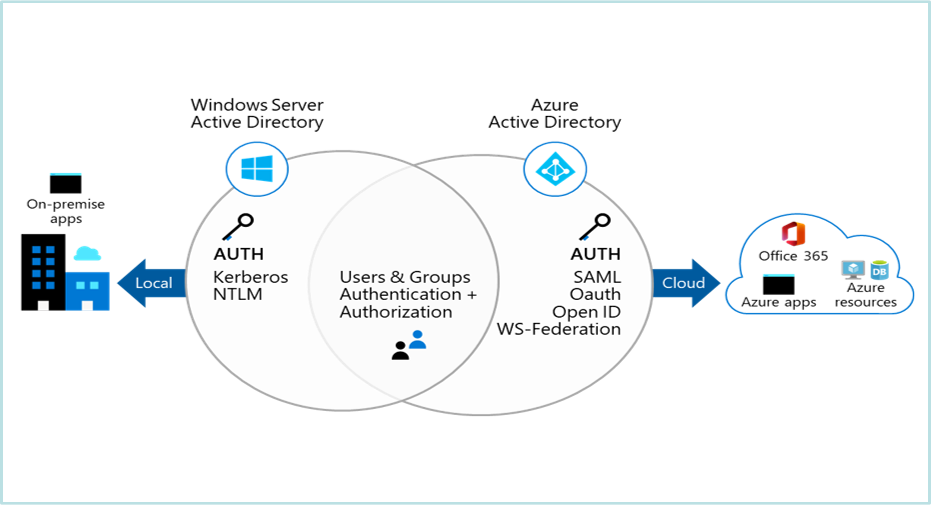 Windows Server
Active Directory
Azure
Active Directory
On-premise
apps
AUTH
Kerberos
NTLM
Local
Users & Groups
Authentication +
Authorization
AUTH
SAML
Oauth
Open ID
WS-Federation
Cloud
Office 365
Azure apps
DB
Azure
resources